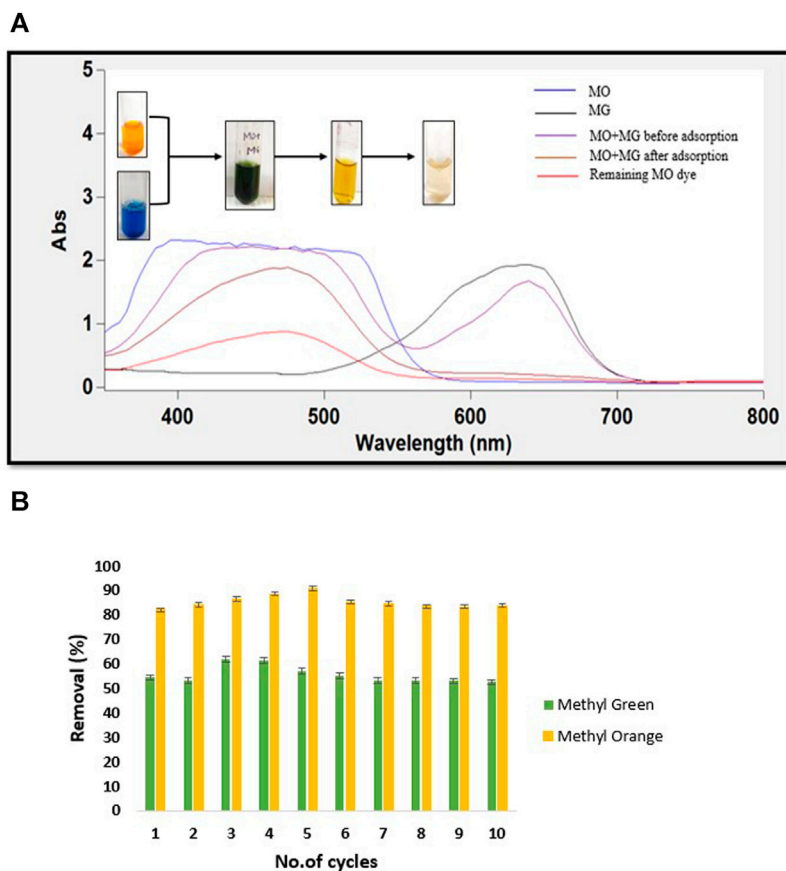 A
5
4
3
2
1
0
Abs
400 500 600 700 800
Wavelength (nm)
MO
MG
MO+MG before adsorption
MO+MG after adsorption
Remaining MO dye
B
100
90
80
70
60
50
40
30
20
10
0
Removal (%)
1 2 3 4 5 6 7 8 9 10
No.of cycles
Methyl Green
Methyl Orange